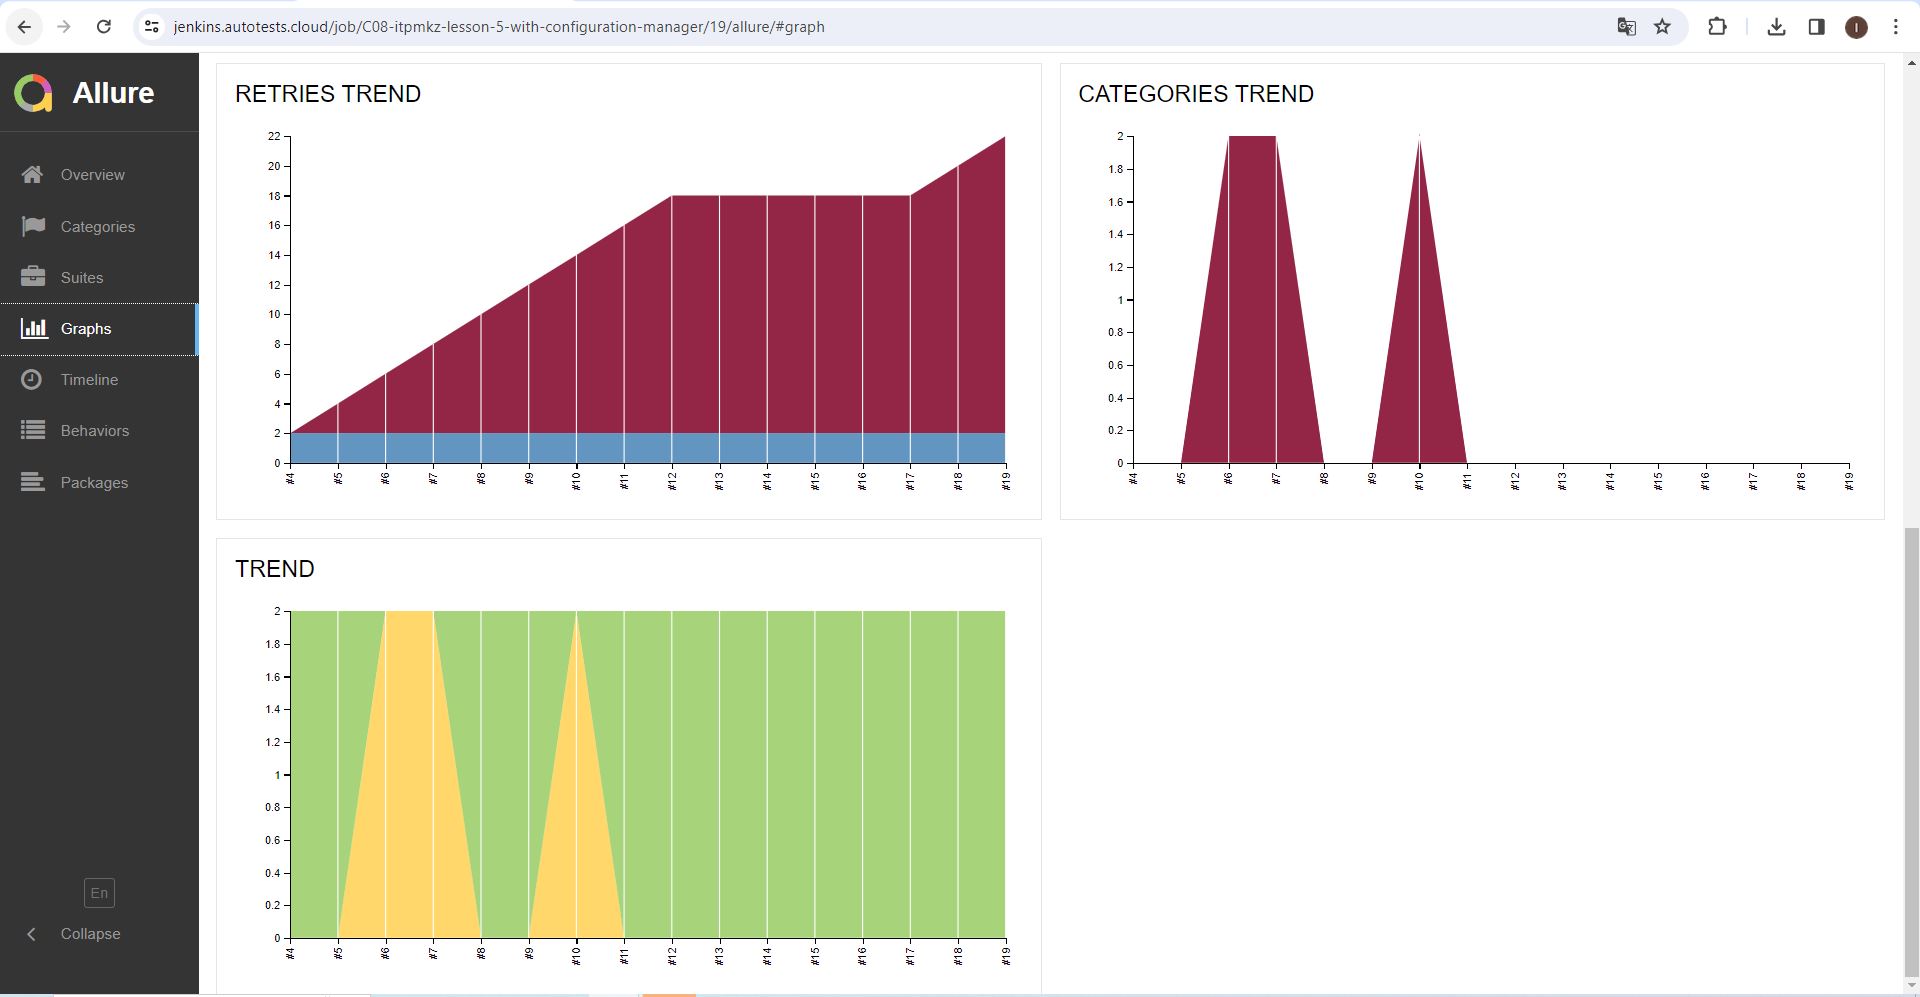 jenkins.autotests.cloud/job/C08-itpmkz-lesson-5-with-configuration-manager/19/allure/#graph
I
Allure
Overview
Categories
Suites
Graphs
Timeline
Behaviors
Packages
En
Collapse
RETRIES TREND
22
20
18
16
14
12
10
8
6
4
2
0
#4 #5 #6 #7 #8 #9 #10 #11 #12 #13 #14 #15 #16 #17 #18 #19
CATEGORIES TREND
2
1.8
1.6
1.4
1.2
1
0.8
0.6
0.4
0.2
0
#4 #5 #6 #7 #8 #9 #10 #11 #12 #13 #14 #15 #16 #17 #18 #19
TREND
2
1.8
1.6
1.4
1.2
1
0.8
0.6
0.4
0.2
0
#4 #5 #6 #7 #8 #9 #10 #11 #12 #13 #14 #15 #16 #17 #18 #19